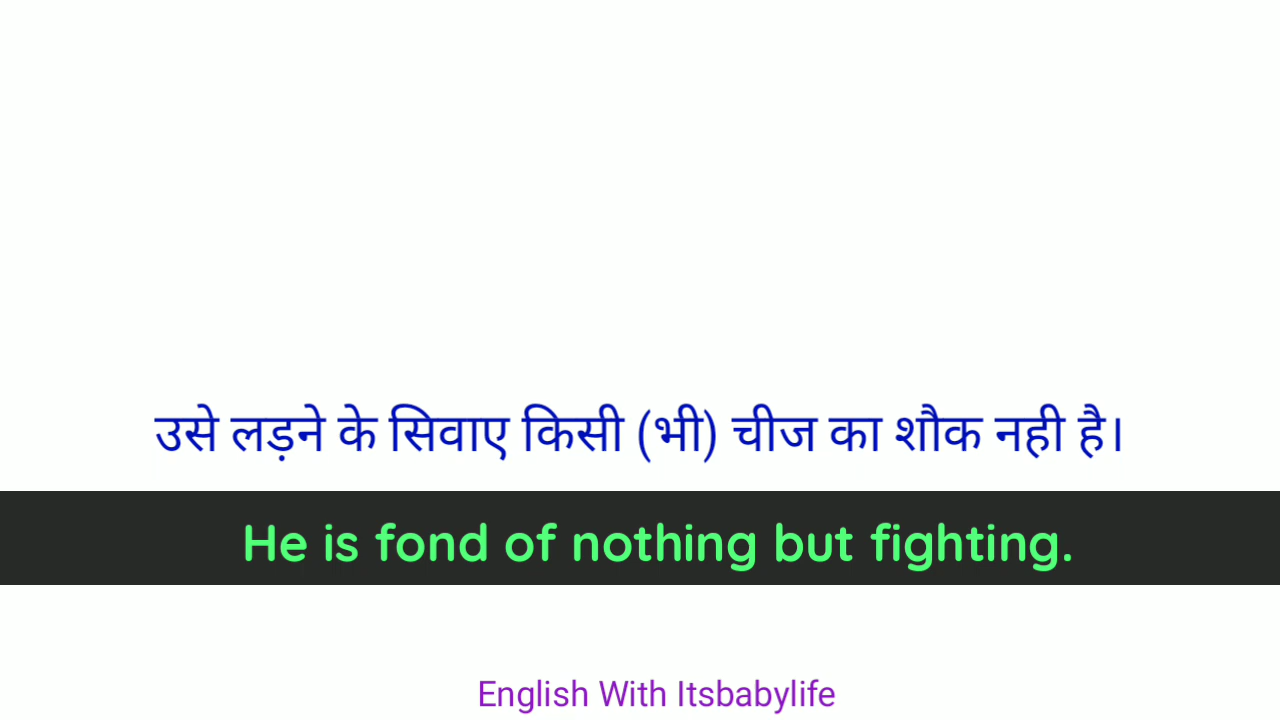 उसे लड़ने के सिवाए किसी (भी) चीज का शौक नही है।
He is fond of nothing but fighting.
English With Itsbabylife